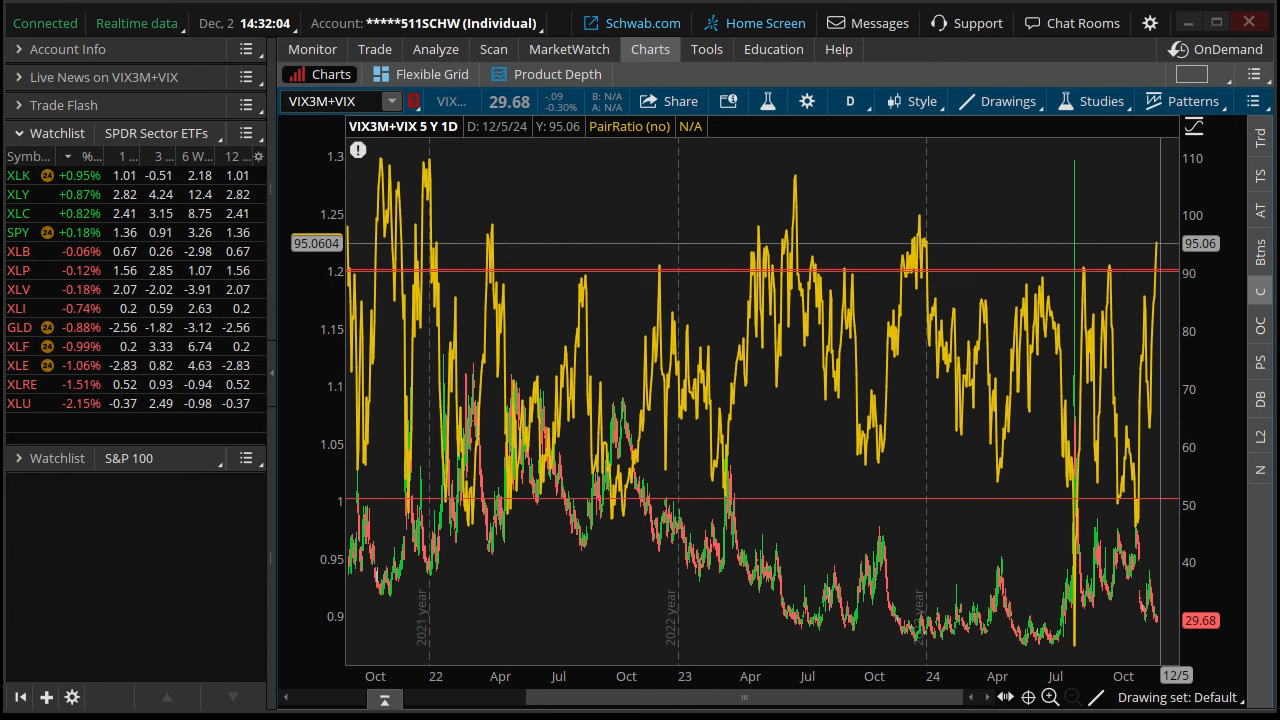 Connected Realtime data Dec, 2 14:32:04 Account: *****511SCHW (Individual) Schwab.com Home Screen Messages Support Chat Rooms
Account Info
Live News on VIX3M+VIX
Trade Flash
Monitor Trade Analyze Scan MarketWatch Charts Tools Education Help OnDemand
Charts Flexible Grid Product Depth
VIX3M+VIX VIX... 29.68 -.09 -0.30% B: N/A A: N/A Share D Style Drawings Studies Patterns
Watchlist SPDR Sector ETFs
Symb... %... 1 ... 3 ... 6 W... 12 ...
XLK 24 +0.95% 1.01 -0.51 2.18 1.01
XLY +0.87% 2.82 4.24 12.4 2.82
XLC +0.82% 2.41 3.15 8.75 2.41
SPY 24 +0.18% 1.36 0.91 3.26 1.36
XLB -0.06% 0.67 0.26 -2.98 0.67
XLP -0.12% 1.56 2.85 1.07 1.56
XLV -0.18% 2.07 -2.02 -3.91 2.07
XLI -0.74% 0.2 0.59 2.63 0.2
GLD 24 -0.88% -2.56 -1.82 -3.12 -2.56
XLF 24 -0.99% 0.2 3.33 6.74 0.2
XLE 24 -1.06% -2.83 0.82 4.63 -2.83
XLRE -1.51% 0.52 0.93 -0.94 0.52
XLU -2.15% -0.37 2.49 -0.98 -0.37
Watchlist S&P 100
VIX3M+VIX 5 Y 1D D: 12/5/24 Y: 95.06 PairRatio (no) N/A
1.3
1.25
95.0604
1.2
1.15
1.1
1.05
1
0.95
0.9
110
100
95.06
90
80
70
60
50
40
29.68
2021 year
2022 year
year
Oct 22 Apr Jul Oct 23 Apr Jul Oct 24 Apr Jul Oct 12/5
Trd
TS
AT
Btns
C
OC
PS
DB
L2
N
Drawing set: Default